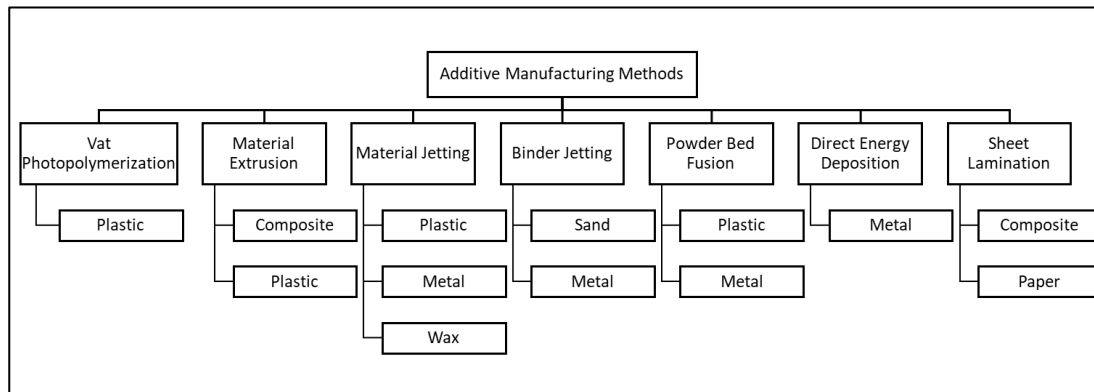 Additive Manufacturing Methods
Vat
Photopolymerization
Material
Extrusion
Material Jetting
Binder Jetting
Powder Bed
Fusion
Direct Energy
Deposition
Sheet
Lamination
Plastic
Composite
Plastic
Sand
Plastic
Metal
Composite
Plastic
Metal
Metal
Metal
Paper
Wax